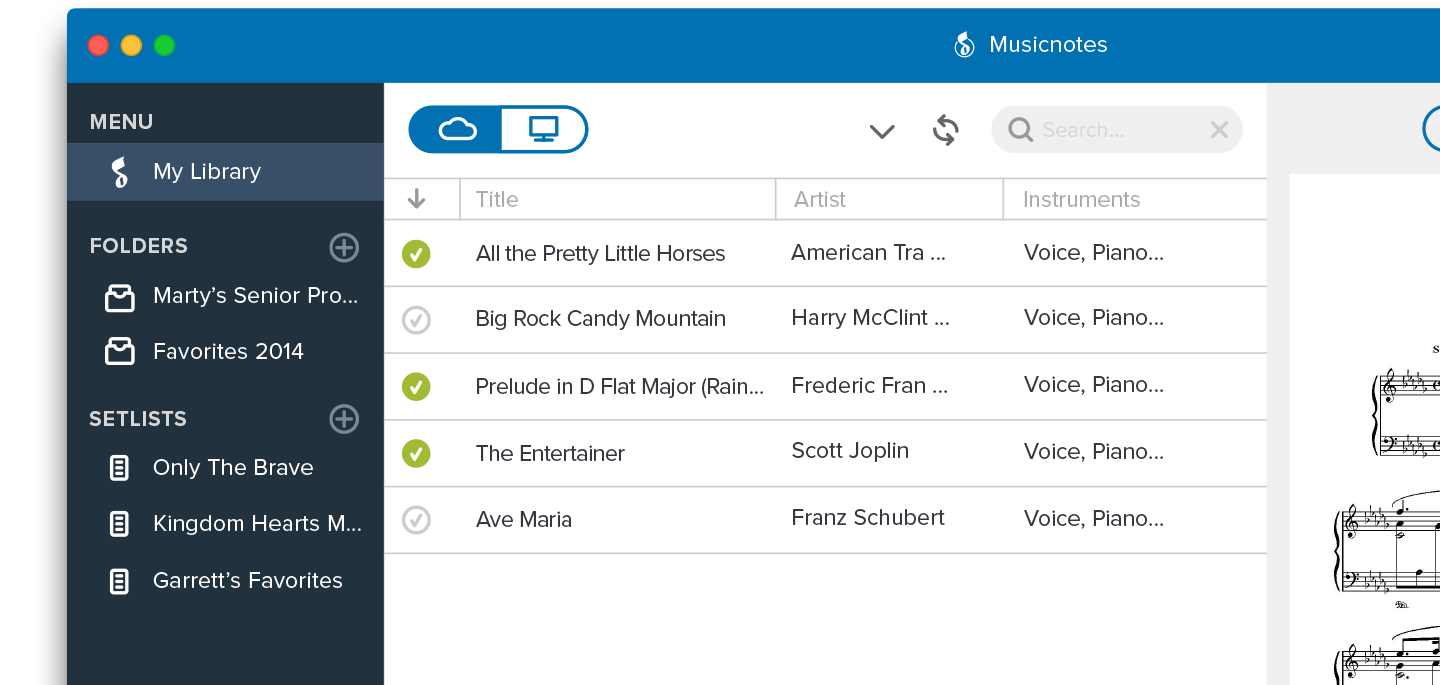 Musicnotes
MENU
My Library
FOLDERS
Marty’s Senior Pro...
Favorites 2014
SETLISTS
Only The Brave
Kingdom Hearts M...
Garrett’s Favorites
Search...
Title Artist Instruments
All the Pretty Little Horses American Tra ... Voice, Piano...
Big Rock Candy Mountain Harry McClint ... Voice, Piano...
Prelude in D Flat Major (Rain... Frederic Fran ... Voice, Piano...
The Entertainer Scott Joplin Voice, Piano...
Ave Maria Franz Schubert Voice, Piano...